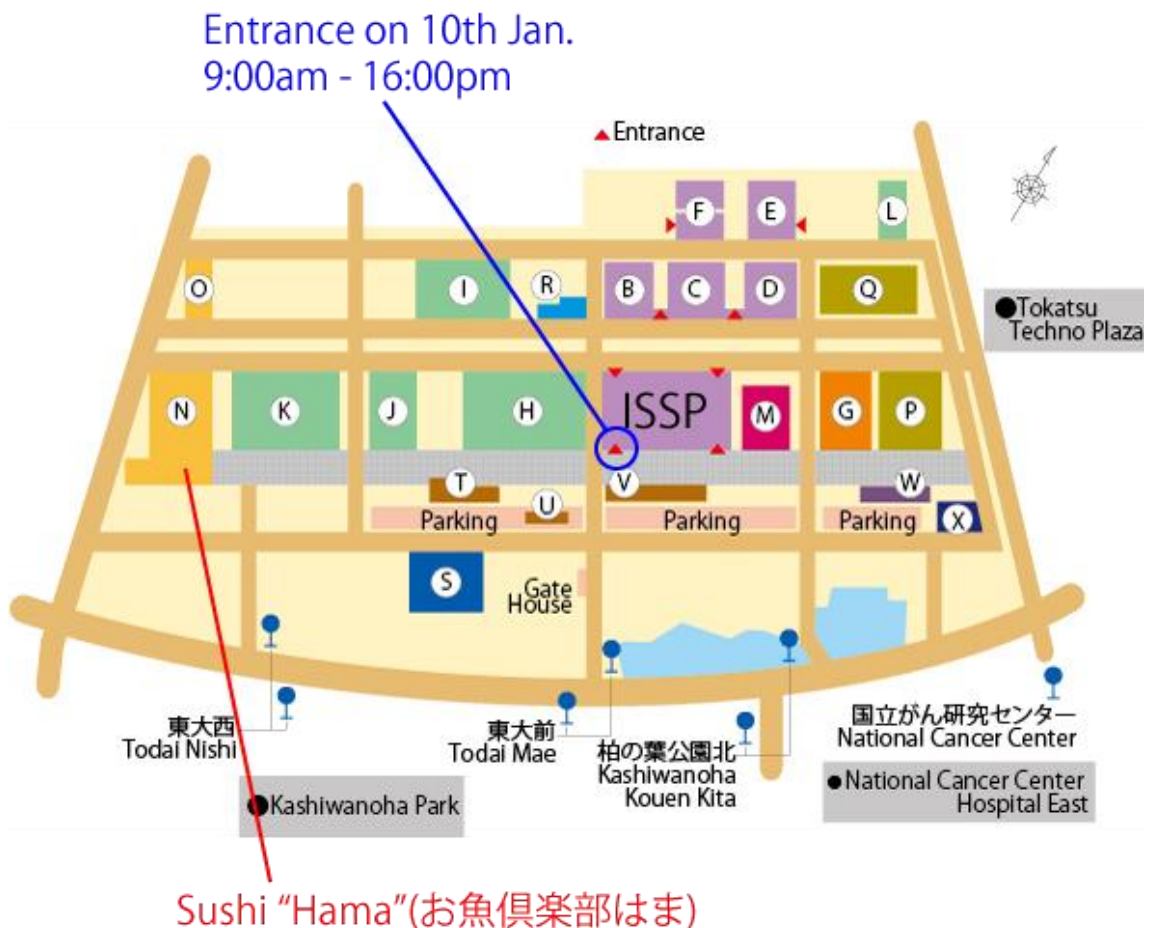 Entrance on 10th Jan.
9:00am - 16:00pm
Entrance
F
E
L
O
I
R
B
C
D
Q
Tokatsu
Techno Plaza
N
K
J
H
ISSP
M
G
P
T
U
V
W
X
Parking
Parking
Parking
S
Gate
House
東大西
Todai Nishi
東大前
Todai Mae
柏の葉公園北
Kashiwanoha
Kouen Kita
国立がん研究センター
National Cancer Center
Kashiwanoha Park
National Cancer Center
Hospital East
Sushi “Hama”(お魚倶楽部はま)